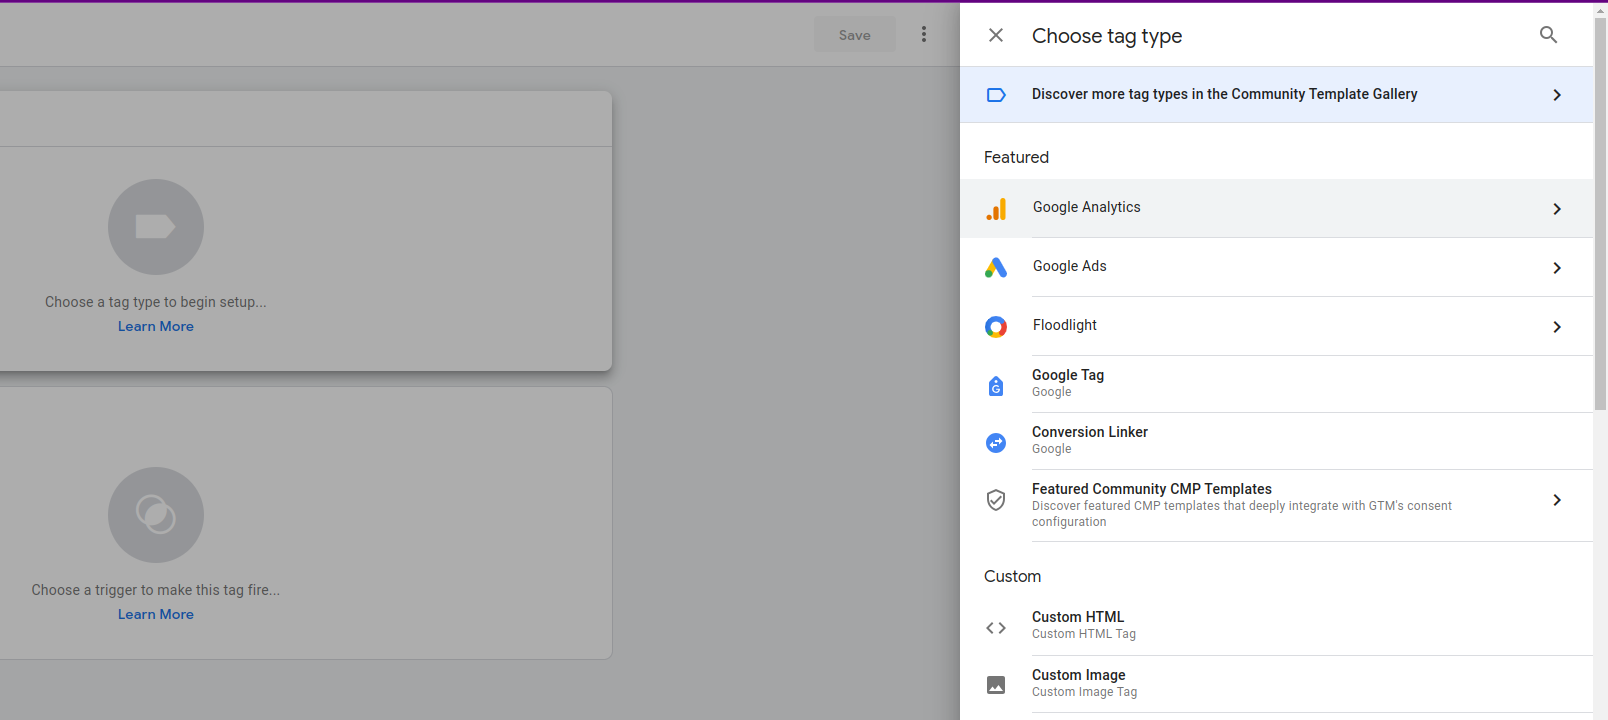 Save
Choose tag type
Discover more tag types in the Community Template Gallery
Featured
Google Analytics
Google Ads
Floodlight
Google Tag
Google
Conversion Linker
Google
Featured Community CMP Templates
Discover featured CMP templates that deeply integrate with GTM's consent
configuration
Custom
Custom HTML
Custom HTML Tag
Custom Image
Custom Image Tag
Choose a tag type to begin setup...
Learn More
Choose a trigger to make this tag fire...
Learn More